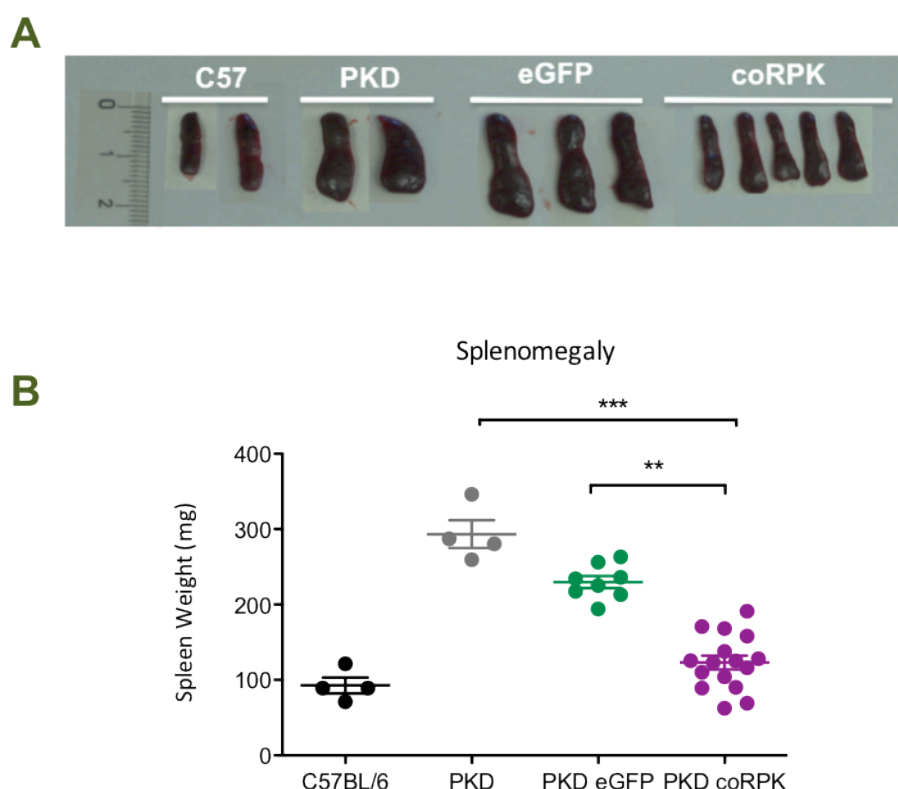 A
C57 PKD eGFP coRPK
0
1
2
Splenomegaly
B
***
**
400
300
200
100
0
Spleen Weight (mg)
C57BL/6 PKD PKD eGFP PKD coRPK